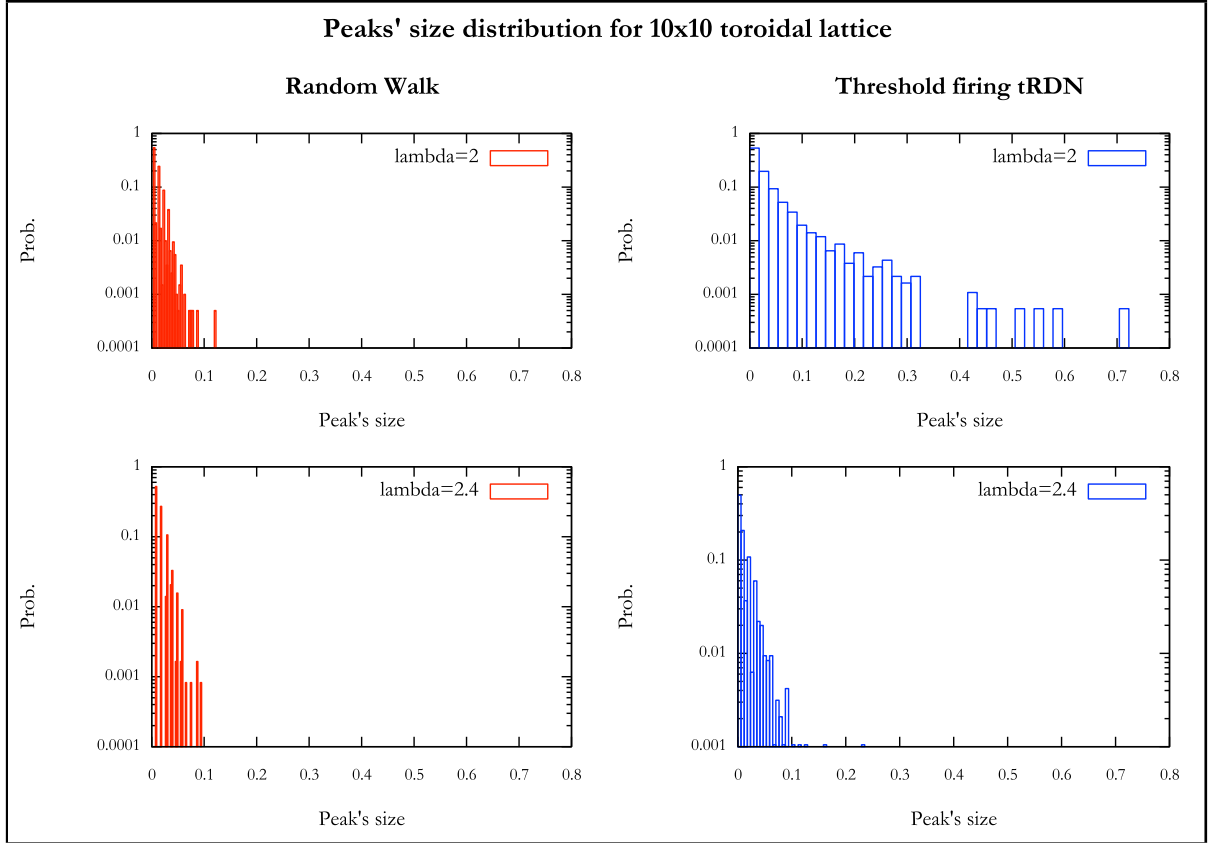 Peaks' size distribution for 10x10 toroidal lattice
Random Walk
Threshold firing tRDN
1
0.1
0.01
0.001
0.0001
Prob.
lambda=2
0 0.1 0.2 0.3 0.4 0.5 0.6 0.7 0.8
Peak's size
1
0.1
0.01
0.001
0.0001
Prob.
lambda=2
0 0.1 0.2 0.3 0.4 0.5 0.6 0.7 0.8
Peak's size
1
0.1
0.01
0.001
0.0001
Prob.
lambda=2.4
0 0.1 0.2 0.3 0.4 0.5 0.6 0.7 0.8
Peak's size
1
0.1
0.01
0.001
Prob.
lambda=2.4
0 0.1 0.2 0.3 0.4 0.5 0.6 0.7 0.8
Peak's size